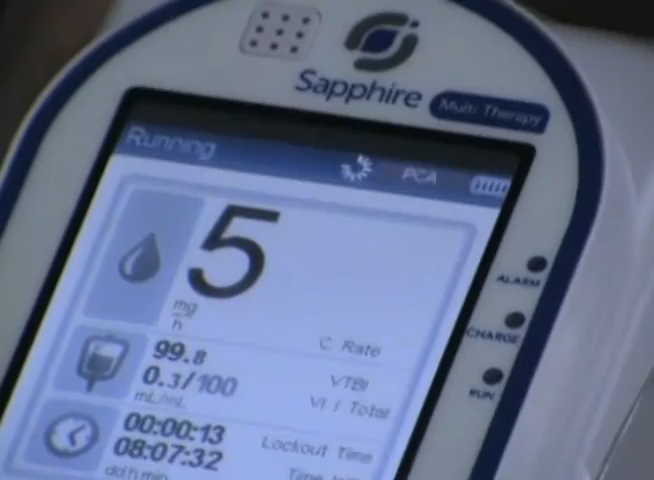 Sapphire Multi Therapy
Running PCA
5
mg
h
C. Rate
ALARM
99.8
VTBI
0.3/100
VI / Total
mL/mL
CHARGE
RUN
00:00:13
Lockout Time
08:07:32
dd:h:min